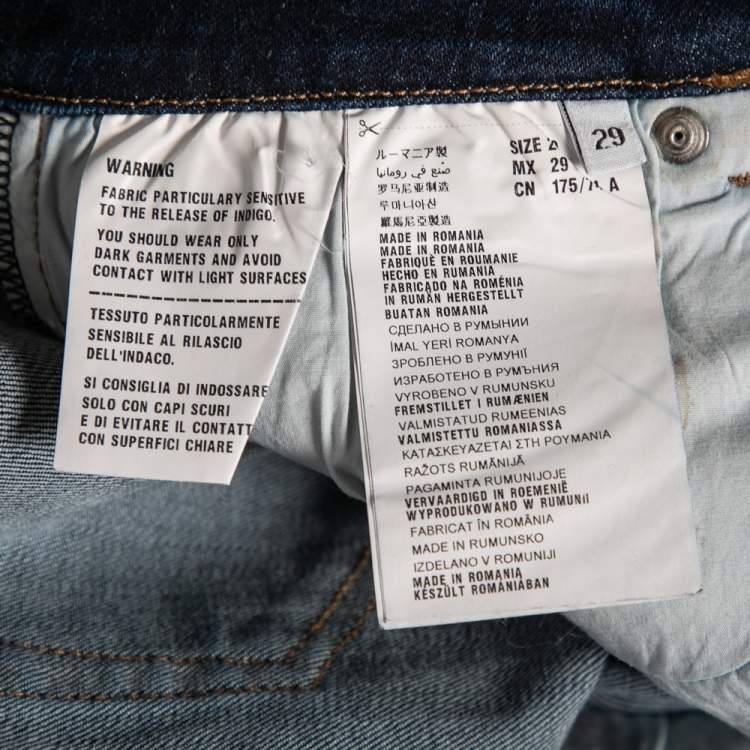 WARNING
FABRIC PARTICULARY SENSITIVE
TO THE RELEASE OF INDIGO.
YOU SHOULD WEAR ONLY
DARK GARMENTS AND AVOID
CONTACT WITH LIGHT SURFACES
TESSUTO PARTICOLARMENTE
SENSIBILE AL RILASCIO
DELL'INDACO.
SI CONSIGLIA DI INDOSSARE
SOLO CON CAPI SCURI
E DI EVITARE IL CONTATT
CON SUPERFICI CHIARE
ルーマニア製
صنع في رومانيا
罗马尼亚制造
루마니아산
羅馬尼亞製造
MADE IN ROMANIA
MADE IN ROMANIA
FABRIQUÉ EN ROUMANIE
HECHO EN RUMANIA
FABRICADO NA ROMÉNIA
IN RUMÄN HERGESTELLT
BUATAN ROMANIA
СДЕЛАНО В РУМЫНИИ
İMAL YERI ROMANYA
ЗРОБЛЕНО В РУМУНІЇ
ИЗРАБОТЕНО В РУМЪНИЯ
VYROBENO V RUMUNSKU
FREMSTILLET I RUMÆNIEN
VALMISTATUD RUMEENIAS
VALMISTETTU ROMANIASSA
ΚΑΤΑΣΚΕΥΑΖΕΤΑΙ ΣΤΗ ΡΟΥΜΑΝΙΑ
RAŽOTS RUMĀNIJĀ
PAGAMINTA RUMUNIJOJE
VERVAARDIGD IN ROEMENIË
WYPRODUKOWANO W RUMUNII
FABRICAT ÎN ROMÂNIA
MADE IN RUMUNSKO
IZDELANO V ROMUNIJI
MADE IN ROMANIA
KÉSZÜLT ROMÁNIÁBAN
SIZE
MX 29
CN 175/ A
29